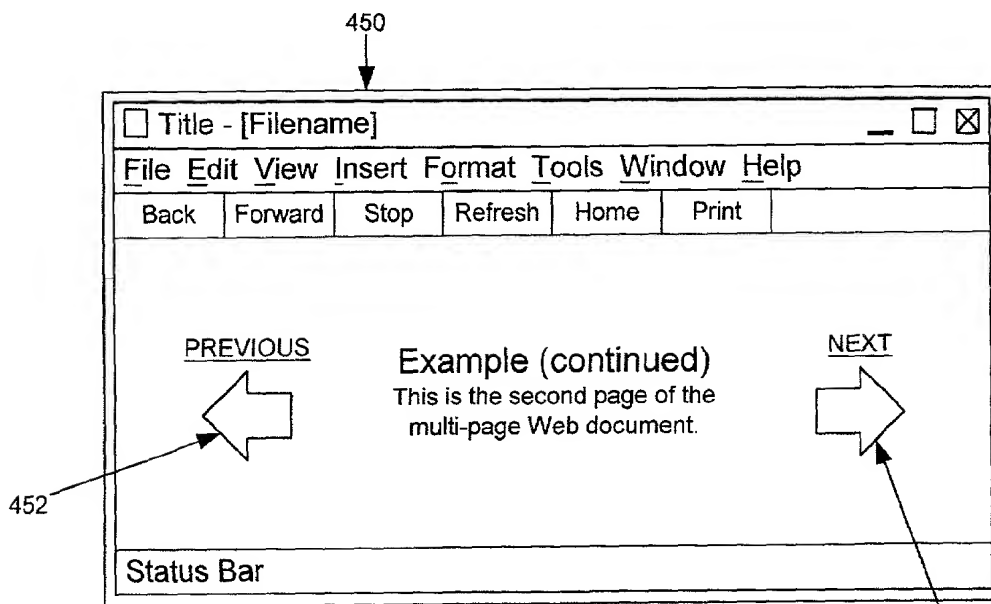 450
Title - [Filename]
File Edit View Insert Format Tools Window Help
Back Forward Stop Refresh Home Print
PREVIOUS
NEXT
Example (continued)
This is the second page of the
multi-page Web document.
452
Status Bar